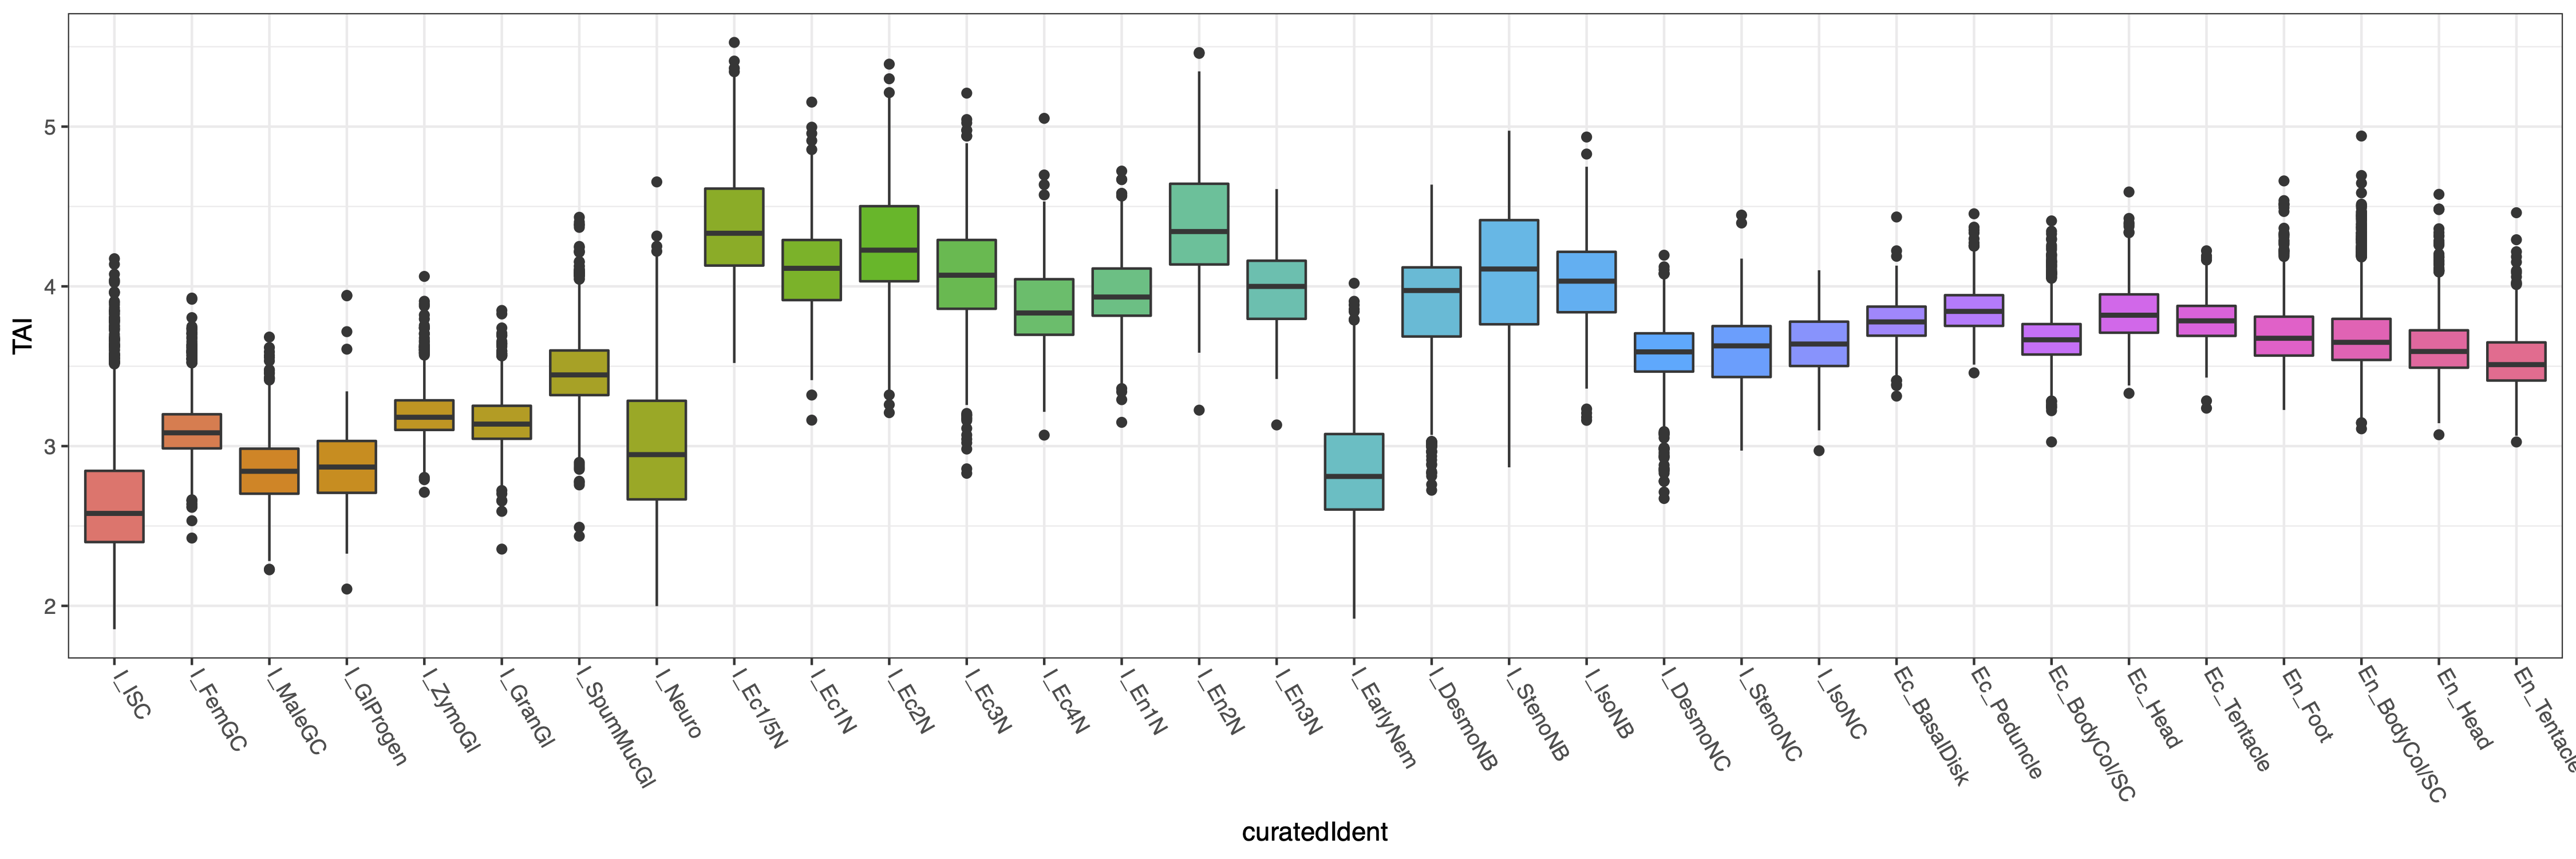 TAI
5
4
3
2
I_ISC
I_FemGC
I_MaleGC
I_GlProgen
I_ZymoGl
I_GranGl
I_SpumMucGl
I_Neuro
I_Ec1/5N
I_Ec1N
I_Ec2N
I_Ec3N
I_Ec4N
I_En1N
I_En2N
I_En3N
I_EarlyNem
I_DesmoNB
I_StenoNB
I_IsoNB
I_DesmoNC
I_StenoNC
I_IsoNC
Ec_BasalDisk
Ec_Peduncle
Ec_BodyCol/SC
Ec_Head
Ec_Tentacle
En_Foot
En_BodyCol/SC
En_Head
En_Tentacle
curatedIdent